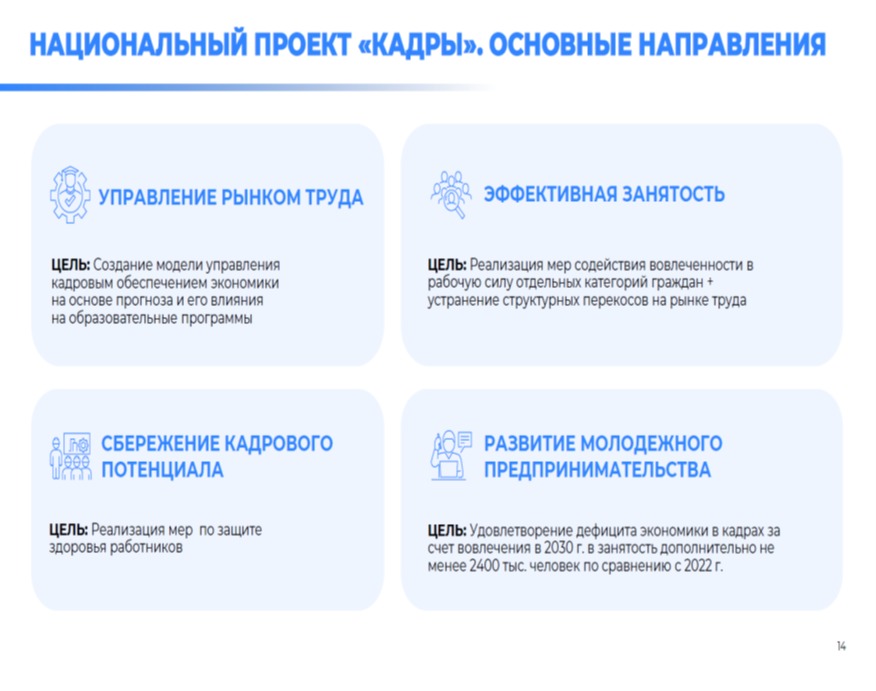 НАЦИОНАЛЬНЫЙ ПРОЕКТ «КАДРЫ». ОСНОВНЫЕ НАПРАВЛЕНИЯ
УПРАВЛЕНИЕ РЫНКОМ ТРУДА
ЦЕЛЬ: Создание модели управления
кадровым обеспечением экономики
на основе прогноза и его влияния
на образовательные программы
ЭФФЕКТИВНАЯ ЗАНЯТОСТЬ
ЦЕЛЬ: Реализация мер содействия вовлеченности в
рабочую силу отдельных категорий граждан +
устранение структурных перекосов на рынке труда
СБЕРЕЖЕНИЕ КАДРОВОГО
ПОТЕНЦИАЛА
ЦЕЛЬ: Реализация мер по защите
здоровья работников
РАЗВИТИЕ МОЛОДЕЖНОГО
ПРЕДПРИНИМАТЕЛЬСТВА
ЦЕЛЬ: Удовлетворение дефицита экономики в кадрах за
счет вовлечения в 2030 г. в занятость дополнительно не
менее 2400 тыс. человек по сравнению с 2022 г.
14